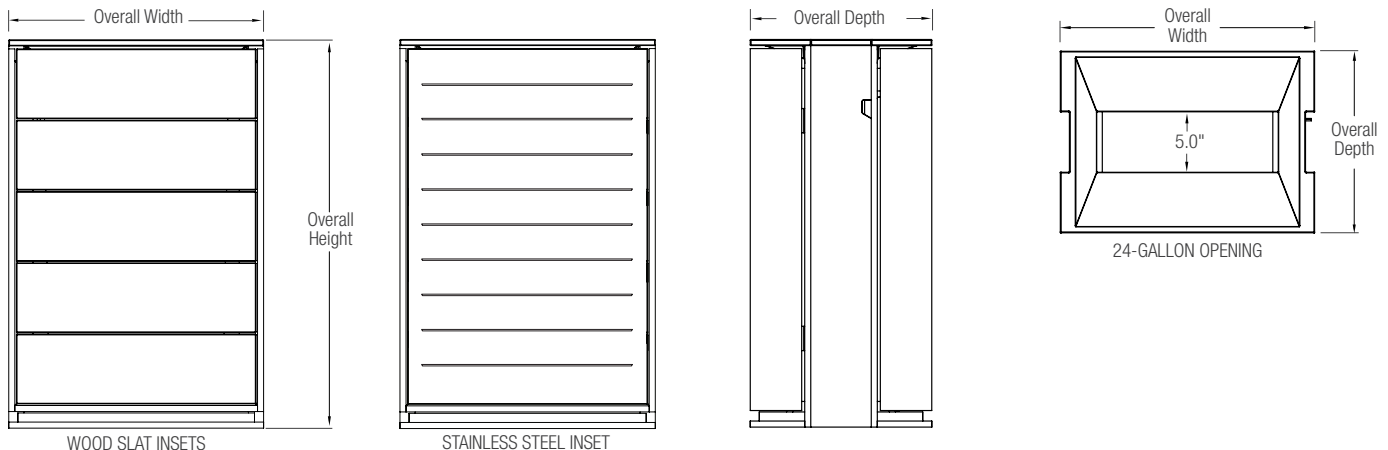 Overall Width
Overall
Height
WOOD SLAT INSETS
STAINLESS STEEL INSET
Overall Depth
Overall
Width
5.0"
Overall
Depth
24-GALLON OPENING